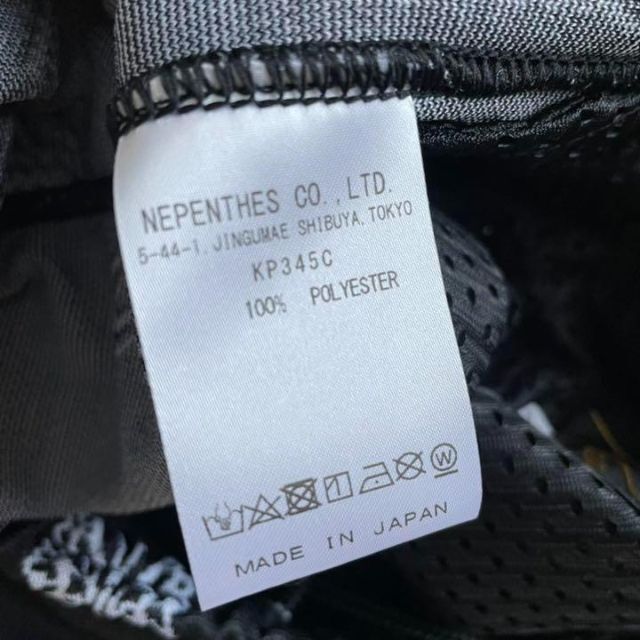 NEPENTHES CO., LTD.
5-44-1. JINGUMAE SHIBUYA. TOKYO
KP345C
100% POLYESTER
W
MADE IN JAPAN